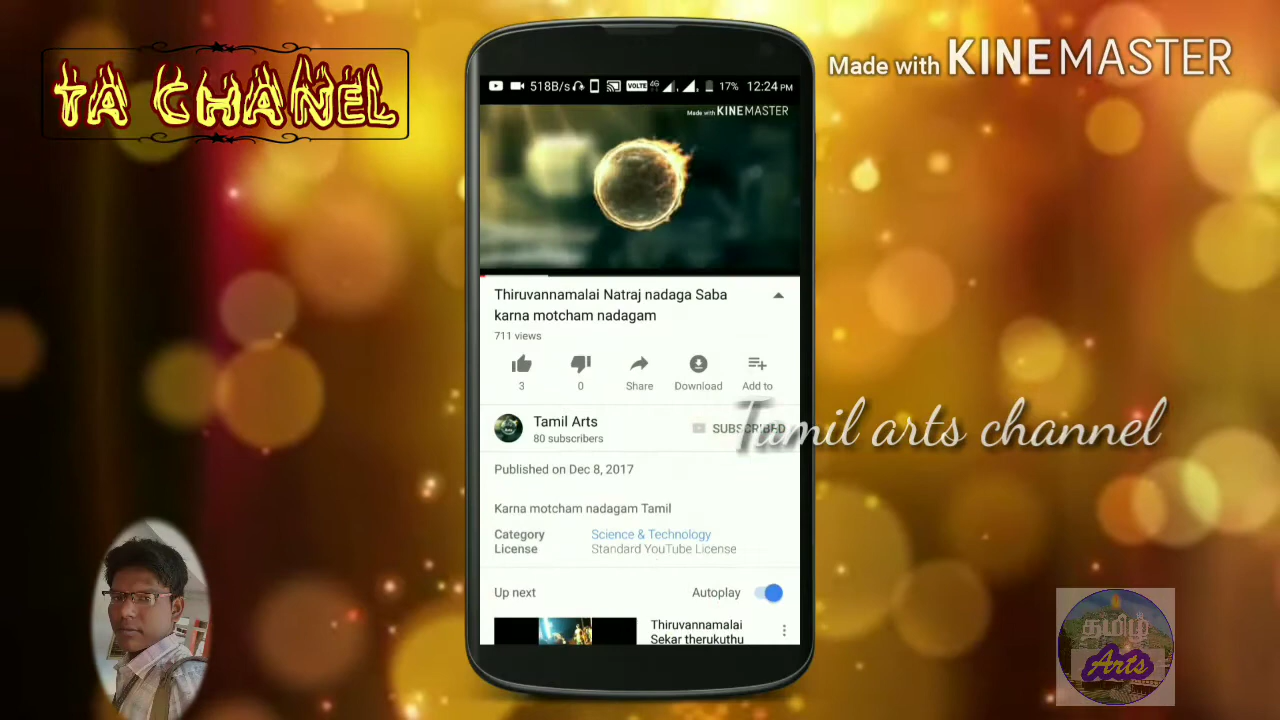 TA CHANEL
Made with KINEMASTER
518B/s VOLTE 4G 17% 12:24 PM
Made with KINEMASTER
Thiruvannamalai Natraj nadaga Saba
karna motcham nadagam
711 views
3 0 Share Download Add to
Tamil Arts
80 subscribers
SUBSCRIBED
Tamil arts channel
Published on Dec 8, 2017
Karna motcham nadagam Tamil
Category Science & Technology
License Standard YouTube License
Up next Autoplay
Thiruvannamalai
Sekar therukuthu
தமிழ்
Arts